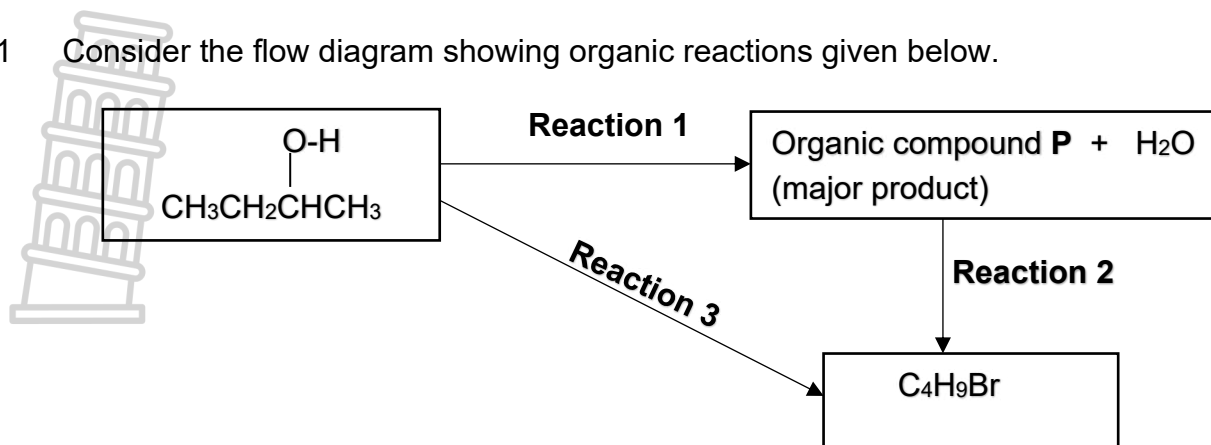 1 Consider the flow diagram showing organic reactions given below.
Reaction 1
O-H
CH₃CH₂CHCH₃
Organic compound P + H₂O
(major product)
Reaction 3
Reaction 2
C₄H₉Br